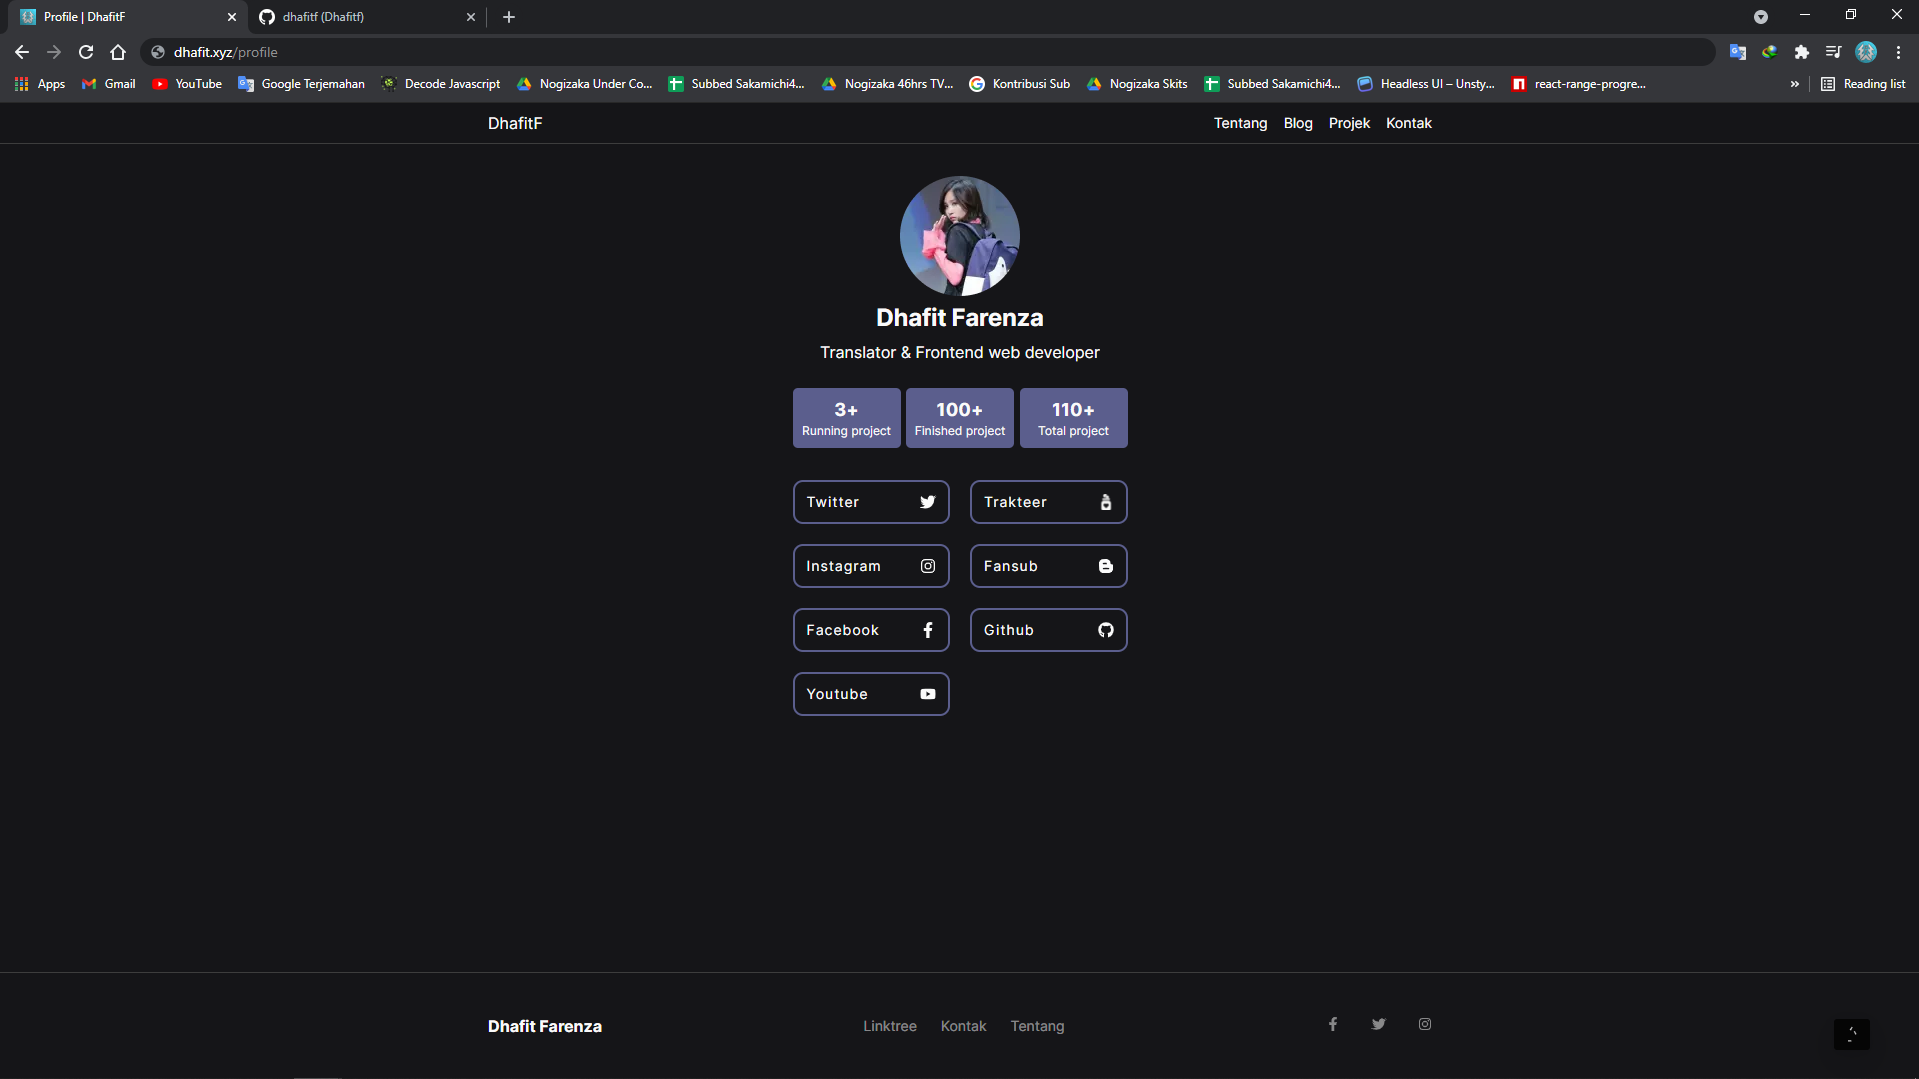 Profile | DhafitF
dhafitf (Dhafitf)
dhafit.xyz/profile
Apps Gmail YouTube Google Terjemahan Decode Javascript Nogizaka Under Co... Subbed Sakamichi4... Nogizaka 46hrs TV... Kontribusi Sub Nogizaka Skits Subbed Sakamichi4... Headless UI – Unsty... react-range-progre... » Reading list
DhafitF Tentang Blog Projek Kontak
Dhafit Farenza
Translator & Frontend web developer
3+ 100+ 110+
Running project Finished project Total project
Twitter Trakteer
Instagram Fansub
Facebook Github
Youtube
Dhafit Farenza Linktree Kontak Tentang